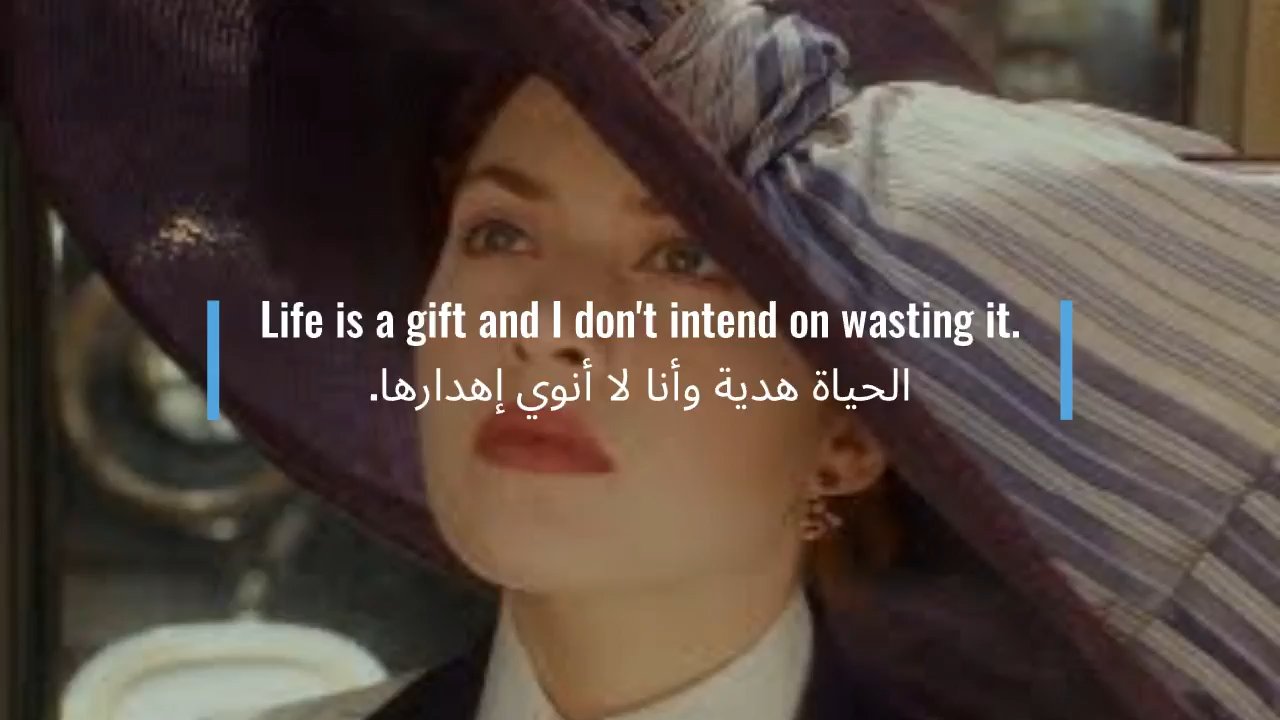 Life is a gift and I don't intend on wasting it.
الحياة هدية وأنا لا أنوي إهدارها.